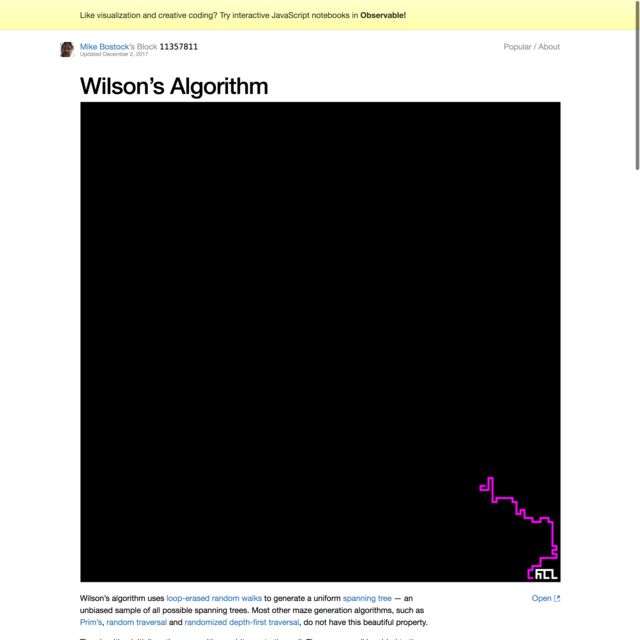 Like visualization and creative coding? Try interactive JavaScript notebooks in Observable!
Mike Bostock's Block 11357811
Popular / About
Updated December 2, 2017
Wilson's Algorithm
Wilson's algorithm uses loop-erased random walks to generate a uniform spanning tree — an
Open
unbiased sample of all possible spanning trees. Most other maze generation algorithms, such as
Prim's, random traversal and randomized depth-first traversal, do not have this beautiful property.